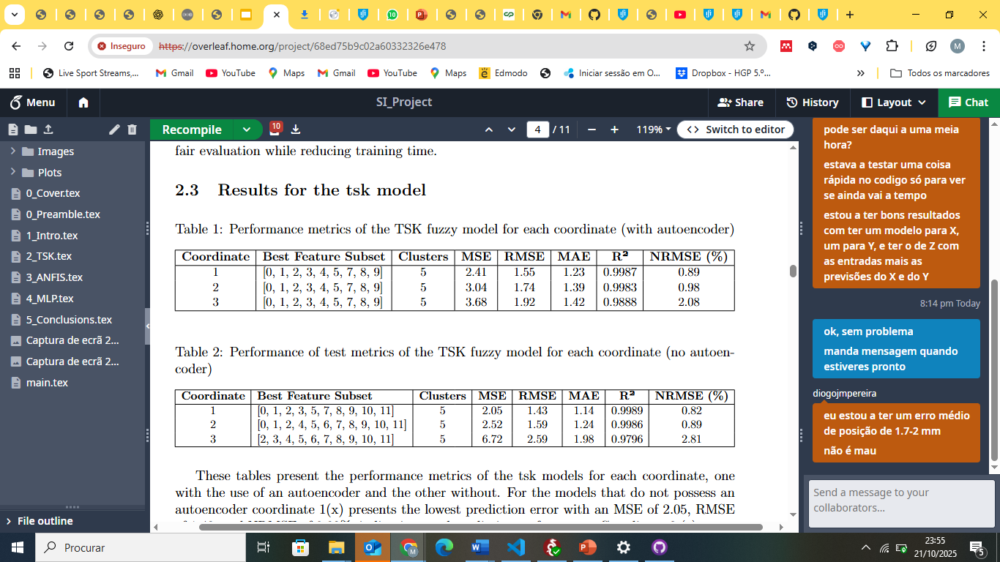 Inseguro
https://overleaf.home.org/project/68ed75b9c02a60332326e478
M
Live Sport Streams,...
Gmail
YouTube
Maps
Gmail
YouTube
Maps
Edmodo
Iniciar sessão em O...
Dropbox - HGP 5.º...
»
Todos os marcadores
Menu
SI_Project
Share
History
Layout
Chat
Recompile
10
4 / 11
119%
<> Switch to editor
Images
Plots
0_Cover.tex
0_Preamble.tex
1_Intro.tex
2_TSK.tex
3_ANFIS.tex
4_MLP.tex
5_Conclusions.tex
Captura de ecrã 2...
Captura de ecrã 2...
main.tex
File outline
fair evaluation while reducing training time.
2.3 Results for the tsk model
Table 1: Performance metrics of the TSK fuzzy model for each coordinate (with autoencoder)
Coordinate Best Feature Subset Clusters MSE RMSE MAE R² NRMSE (%)
1 [0, 1, 2, 3, 4, 5, 7, 8, 9] 5 2.41 1.55 1.23 0.9987 0.89
2 [0, 1, 2, 3, 4, 5, 7, 8, 9] 5 3.04 1.74 1.39 0.9983 0.98
3 [0, 1, 2, 3, 4, 5, 7, 8, 9] 5 3.68 1.92 1.42 0.9888 2.08
Table 2: Performance of test metrics of the TSK fuzzy model for each coordinate (no autoen-
coder)
Coordinate Best Feature Subset Clusters MSE RMSE MAE R² NRMSE (%)
1 [0, 1, 2, 3, 5, 7, 8, 9, 10, 11] 5 2.05 1.43 1.14 0.9989 0.82
2 [0, 1, 2, 4, 5, 6, 7, 8, 9, 10, 11] 5 2.52 1.59 1.24 0.9986 0.89
3 [2, 3, 4, 5, 6, 7, 8, 9, 10, 11] 5 6.72 2.59 1.98 0.9796 2.81
These tables present the performance metrics of the tsk models for each coordinate, one
with the use of an autoencoder and the other without. For the models that do not possess an
autoencoder coordinate 1(x) presents the lowest prediction error with an MSE of 2.05, RMSE
pode ser daqui a uma meia
hora?
estava a testar uma coisa
rápida no codigo só para ver
se ainda vai a tempo
estou a ter bons resultados
com ter um modelo para X,
um para Y, e ter o de Z com
as entradas mais as
previsões do X e do Y
8:14 pm Today
ok, sem problema
manda mensagem quando
estiveres pronto
diogojmpereira
eu estou a ter um erro médio
de posição de 1.7-2 mm
não é mau
Send a message to your
collaborators...
Procurar
23:55
21/10/2025
5